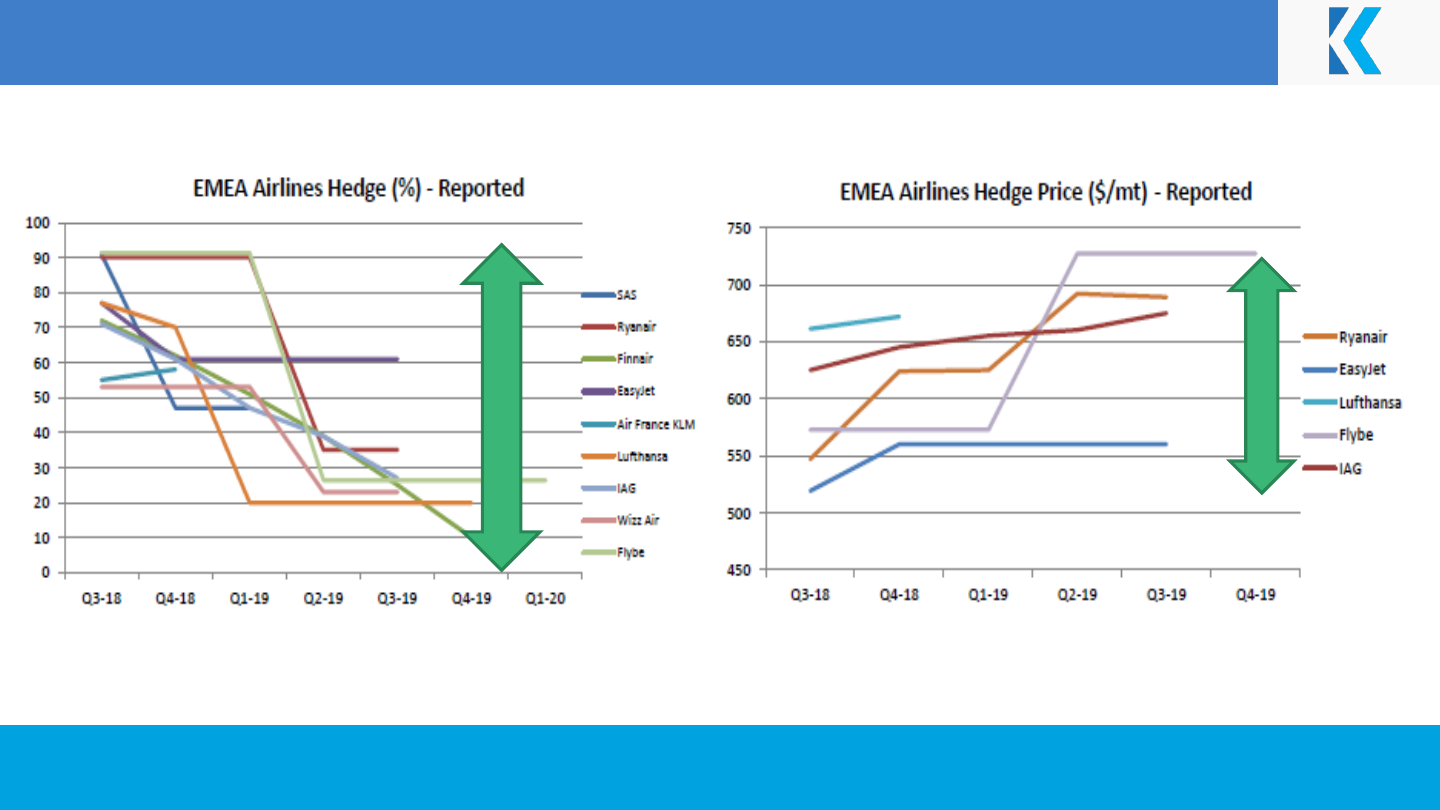 EMEA Airlines Hedge (%) - Reported
100
90
80
70
60
50
40
30
20
10
0
Q3-18 Q4-18 Q1-19 Q2-19 Q3-19 Q4-19 Q1-20
SAS
Ryanair
Finnair
EasyJet
Air France KLM
Lufthansa
IAG
Wizz Air
Flybe
EMEA Airlines Hedge Price ($/mt) - Reported
750
700
650
600
550
500
450
Q3-18 Q4-18 Q1-19 Q2-19 Q3-19 Q4-19
Ryanair
EasyJet
Lufthansa
Flybe
IAG